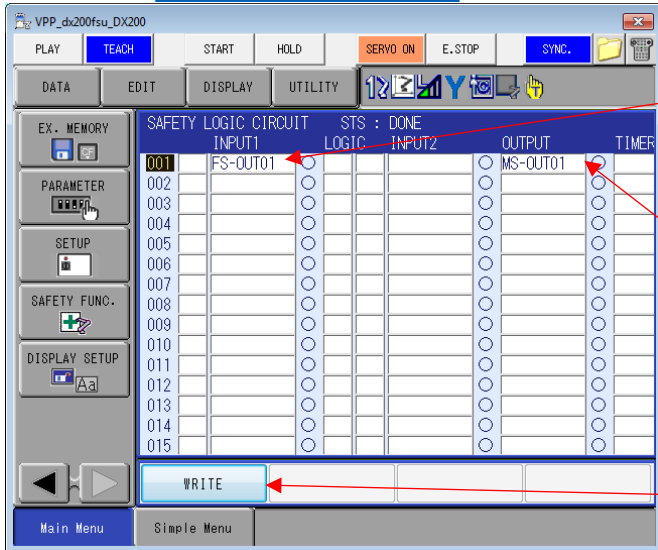 VPP_dx200fsu_DX200
PLAY TEACH START HOLD SERVO ON E.STOP SYNC.
DATA EDIT DISPLAY UTILITY
EX. MEMORY
CF
PARAMETER
SETUP
SAFETY FUNC.
DISPLAY SETUP
Aa
SAFETY LOGIC CIRCUIT STS : DONE
INPUT1 LOGIC INPUT2 OUTPUT TIMER
001 FS-OUT01 MS-OUT01
002
003
004
005
006
007
008
009
010
011
012
013
014
015
WRITE
Main Menu Simple Menu